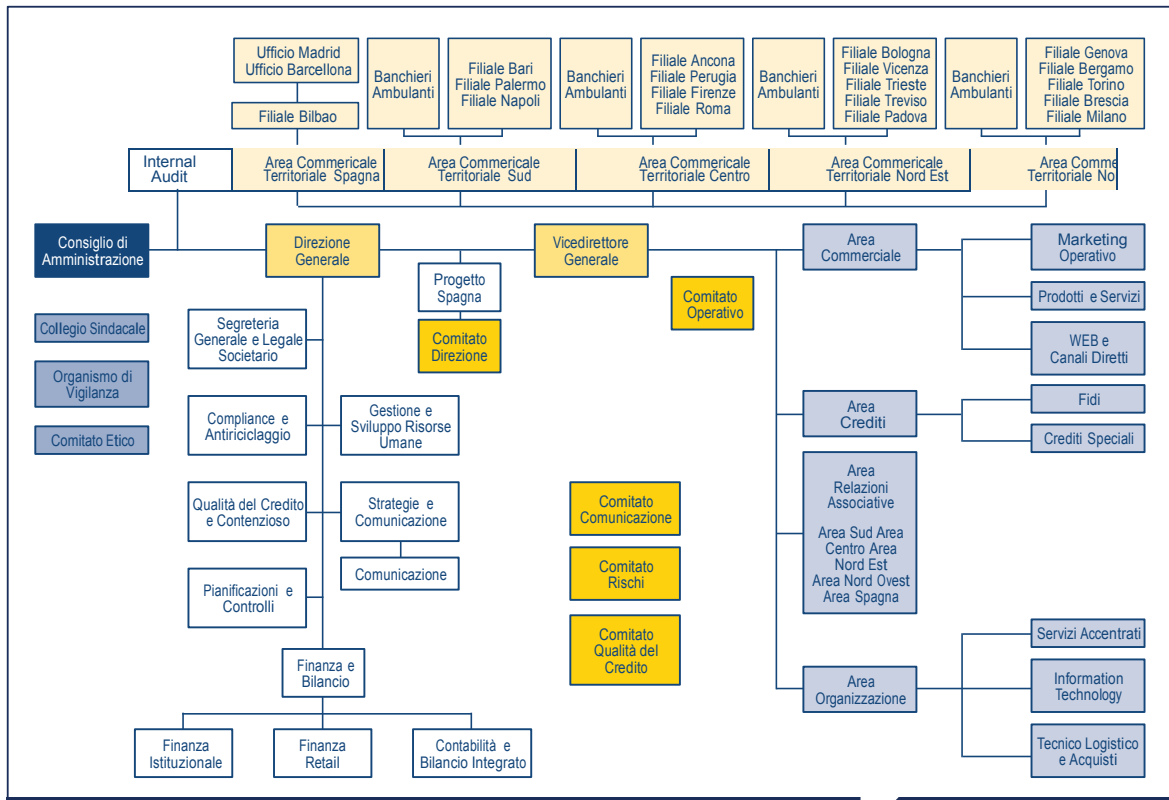 Ufficio Madrid
Ufficio Barcellona
Filiale Bilbao
Banchieri
Ambulanti
Filiale Bari
Filiale Palermo
Filiale Napoli
Banchieri
Ambulanti
Filiale Ancona
Filiale Perugia
Filiale Firenze
Filiale Roma
Banchieri
Ambulanti
Filiale Bologna
Filiale Vicenza
Filiale Trieste
Filiale Treviso
Filiale Padova
Banchieri
Ambulanti
Filiale Genova
Filiale Bergamo
Filiale Torino
Filiale Brescia
Filiale Milano
Internal
Audit
Area Commericale
Territoriale Spagna
Area Commericale
Territoriale Sud
Area Commericale
Territoriale Centro
Area Commericale
Territoriale Nord Est
Area Comme
Territoriale No
Consiglio di
Amministrazione
Direzione
Generale
Vicedirettore
Generale
Area
Commerciale
Marketing
Operativo
Progetto
Spagna
Comitato
Direzione
Comitato
Operativo
Prodotti e Servizi
WEB e
Canali Diretti
Collegio Sindacale
Organismo di
Vigilanza
Comitato Etico
Segreteria
Generale e Legale
Societario
Compliance e
Antiriciclaggio
Gestione e
Sviluppo Risorse
Umane
Area
Crediti
Fidi
Crediti Speciali
Qualità del Credito
e Contenzioso
Strategie e
Comunicazione
Comunicazione
Comitato
Comunicazione
Comitato
Rischi
Comitato
Qualità del
Credito
Area
Relazioni
Associative
Area Sud Area
Centro Area
Nord Est
Area Nord Ovest
Area Spagna
Pianificazioni e
Controlli
Finanza e
Bilancio
Area
Organizzazione
Servizi Accentrati
Information
Technology
Tecnico Logistico
e Acquisti
Finanza
Istituzionale
Finanza
Retail
Contabilità e
Bilancio Integrato